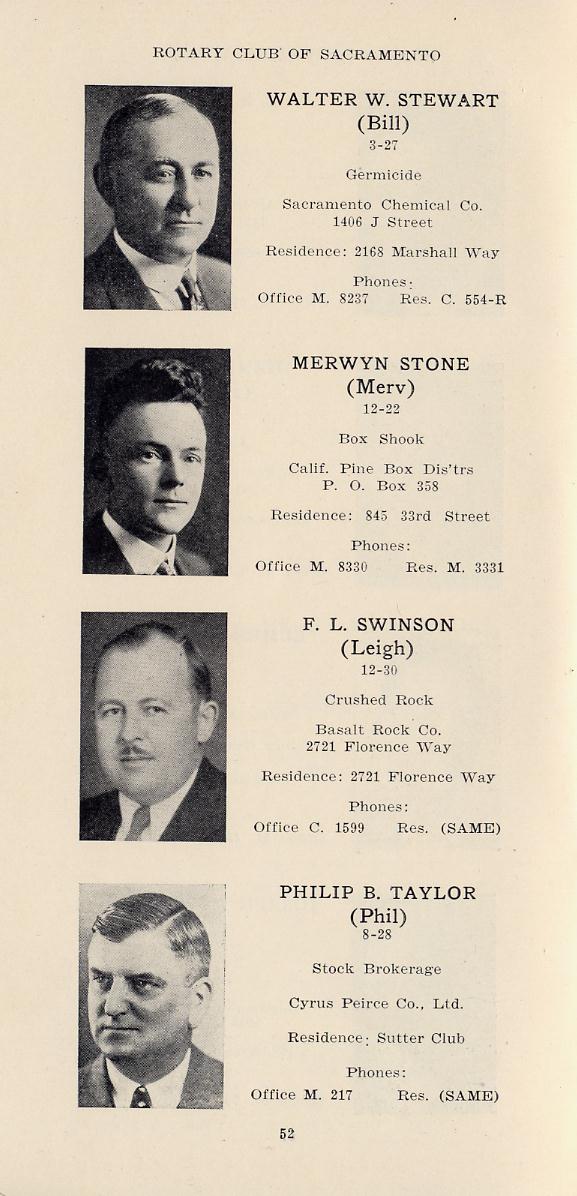 ROTARY CLUB OF SACRAMENTO
WALTER W. STEWART
(Bill)
3-27
Germicide
Sacramento Chemical Co.
1406 J Street
Residence: 2168 Marshall Way
Phones:
Office M. 8237 Res. C. 554-R
MERWYN STONE
(Merv)
12-22
Box Shook
Calif. Pine Box Dis'trs
P. O. Box 358
Residence: 845 33rd Street
Phones:
Office M. 8330 Res. M. 3331
F. L. SWINSON
(Leigh)
12-30
Crushed Rock
Basalt Rock Co.
2721 Florence Way
Residence: 2721 Florence Way
Phones:
Office C. 1599 Res. (SAME)
PHILIP B. TAYLOR
(Phil)
8-28
Stock Brokerage
Cyrus Peirce Co., Ltd.
Residence: Sutter Club
Phones:
Office M. 217 Res. (SAME)
52